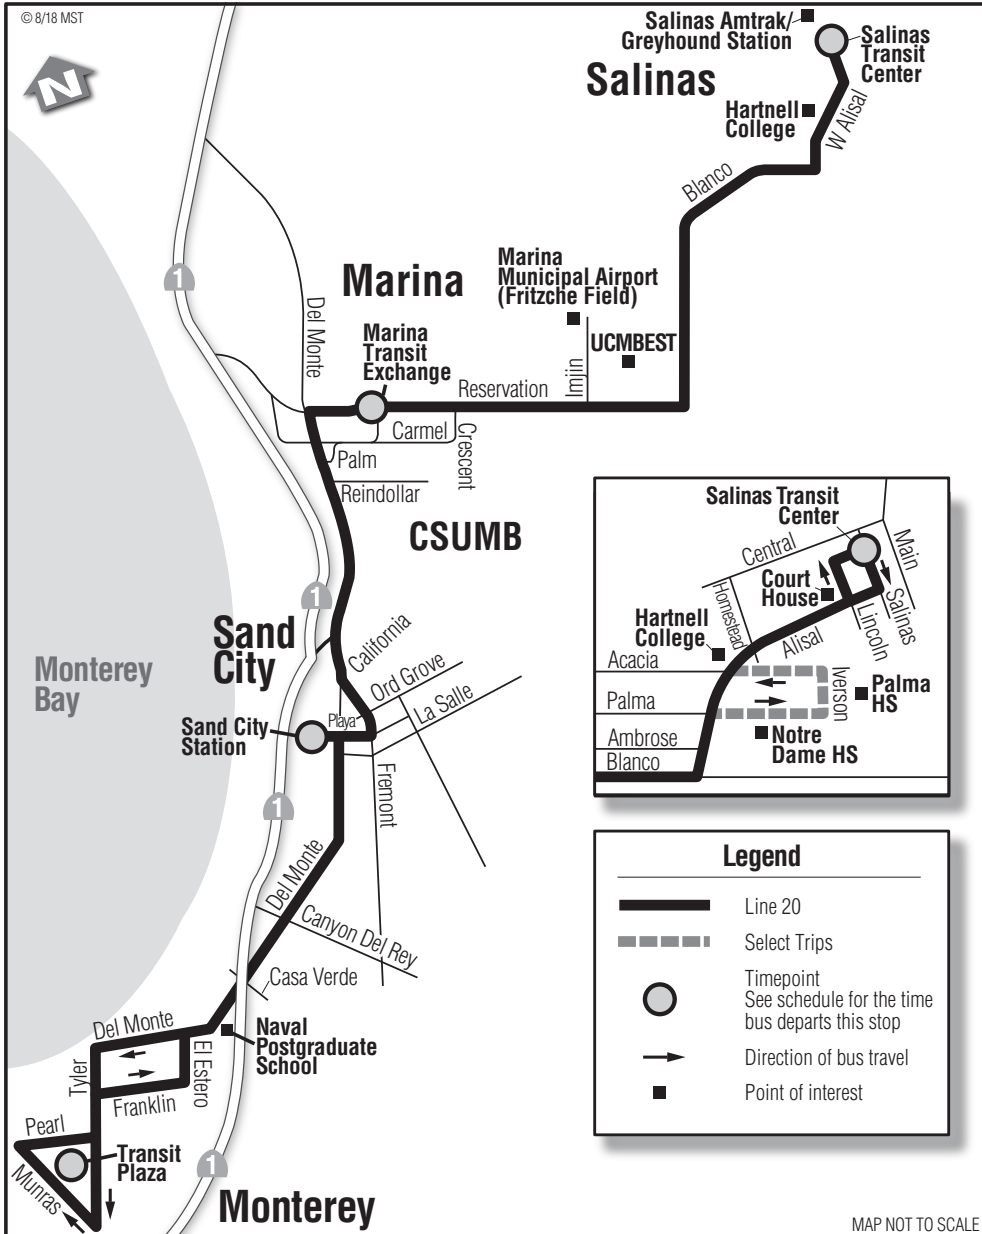 © 8/18 MST
N
Salinas Amtrak/
Greyhound Station
Salinas
Transit
Center
Salinas
Hartnell
College
W Alisal
Blanco
Marina
Municipal Airport
(Fritzche Field)
1
Marina
Del Monte
Marina
Transit
Exchange
UCMBEST
Imjin
Reservation
Carmel
Crescent
Palm
Reindollar
CSUMB
1
Sand
City
California
Monterey
Bay
Ord Grove
La Salle
Playa
Sand City
Station
Fremont
1
Del Monte
Canyon Del Rey
Casa Verde
Del Monte
Naval
Postgraduate
School
Tyler
El Estero
Franklin
Pearl
Transit
Plaza
Munras
1
Monterey
Salinas Transit
Center
Central
Main
Court
House
Salinas
Homestead
Lincoln
Hartnell
College
Alisal
Acacia
Iverson
Palma
HS
Palma
Notre
Dame HS
Ambrose
Blanco
Legend
Line 20
Select Trips
Timepoint
See schedule for the time
bus departs this stop
Direction of bus travel
Point of interest
MAP NOT TO SCALE